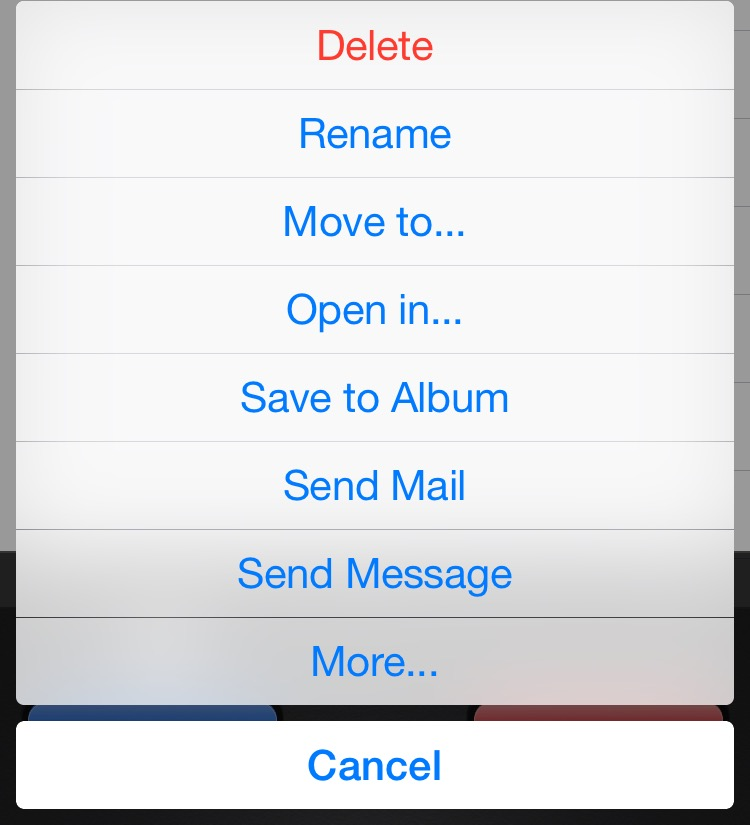 Delete
Rename
Move to...
Open in...
Save to Album
Send Mail
Send Message
More...
Cancel